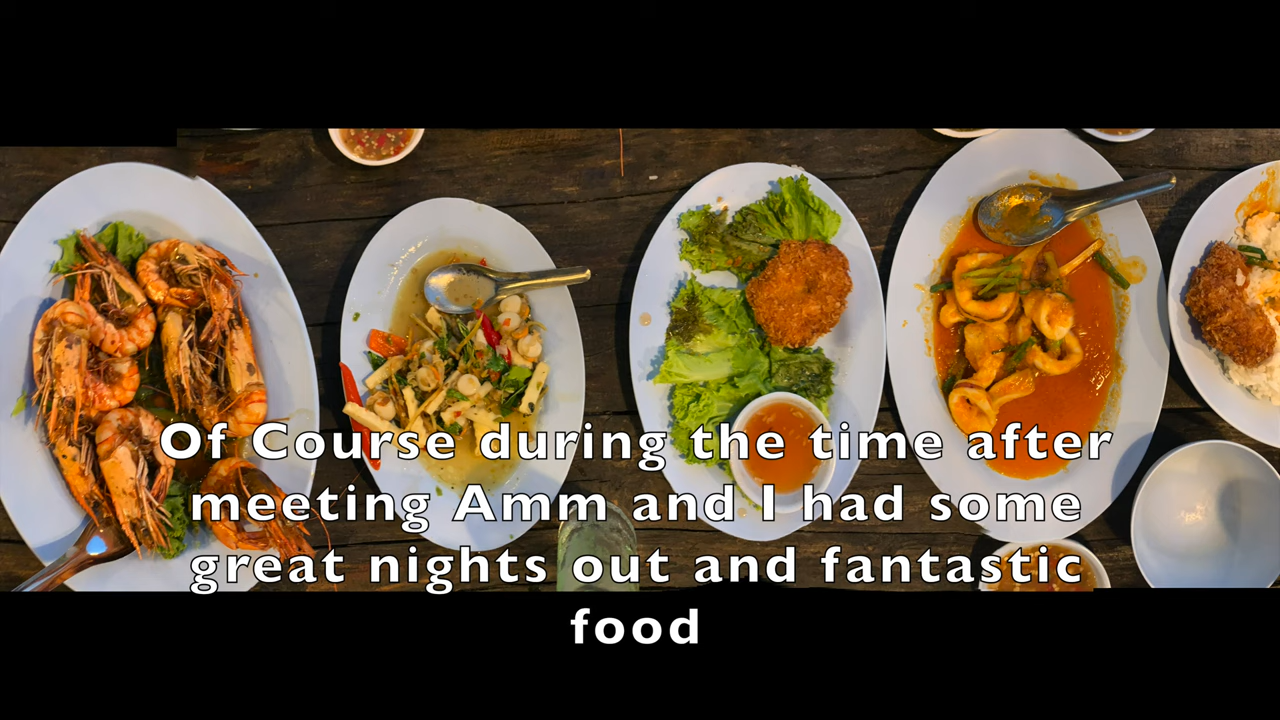 Of Course during the time after
meeting Amm and I had some
great nights out and fantastic
food